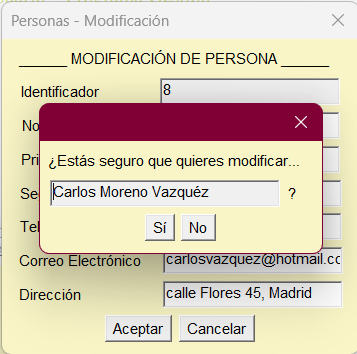 Personas - Modificación
______ MODIFICACIÓN DE PERSONA ______
Identificador 8
No
¿Estás seguro que quieres modificar...
Carlos Moreno Vazquéz ?
Sí No
Pri
Se
Tel
Correo Electrónico carlosvazquez@hotmail.cc
Dirección calle Flores 45, Madrid
Aceptar Cancelar